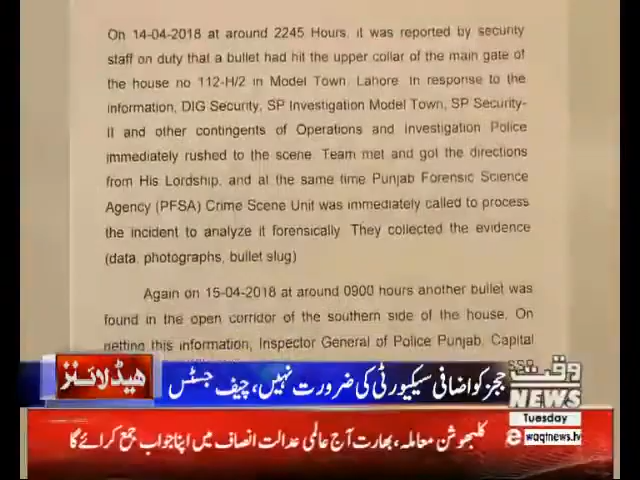 On 14-04-2018 at around 2245 Hours, it was reported by security
staff on duty that a bullet had hit the upper collar of the main gate of
the house no 112-H/2 in Model Town, Lahore. In response to the
information, DIG Security, SP Investigation Model Town, SP Security-
II and other contingents of Operations and Investigation Police
immediately rushed to the scene. Team met and got the directions
from His Lordship, and at the same time Punjab Forensic Science
Agency (PFSA) Crime Scene Unit was immediately called to process
the incident to analyze it forensically. They collected the evidence
(data, photographs, bullet slug)
Again on 15-04-2018 at around 0900 hours another bullet was
found in the open corridor of the southern side of the house. On
getting this information, Inspector General of Police Punjab, Capital
SSP
ہیڈ لائنز
ججز کو اضافی سیکیورٹی کی ضرورت نہیں، چیف جسٹس
وقت
NEWS
Tuesday
e waqtnews.tv
کلبھوشن معاملہ، بھارت آج عالمی عدالت انصاف میں اپنا جواب جمع کرائے گا